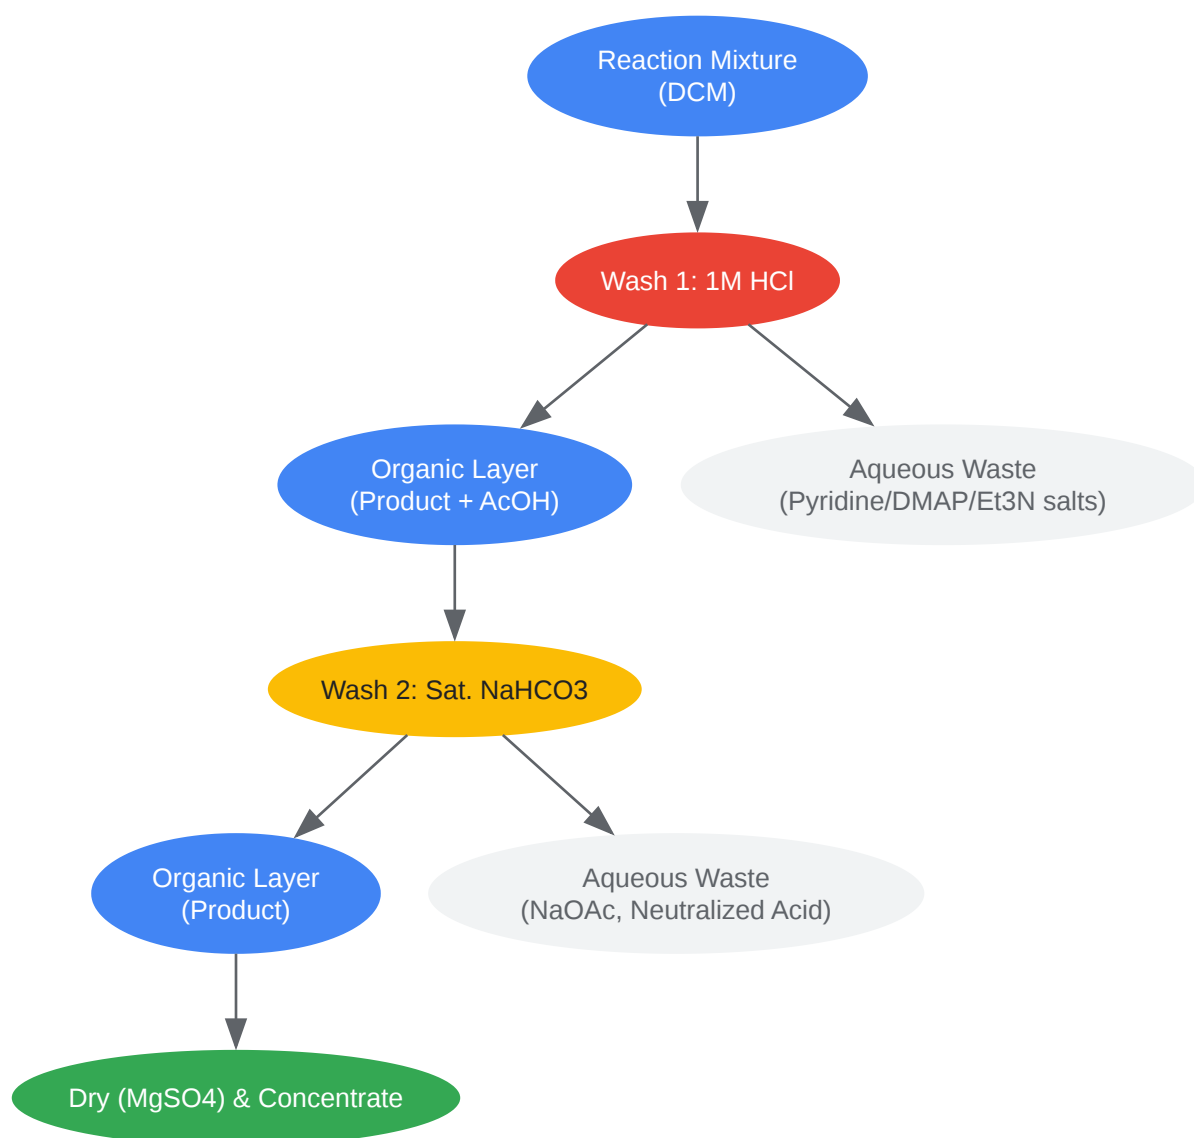 Reaction Mixture
(DCM)
Wash 1: 1M HCl
Organic Layer
(Product + AcOH)
Aqueous Waste
(Pyridine/DMAP/Et3N salts)
Wash 2: Sat. NaHCO3
Organic Layer
(Product)
Aqueous Waste
(NaOAc, Neutralized Acid)
Dry (MgSO4) & Concentrate